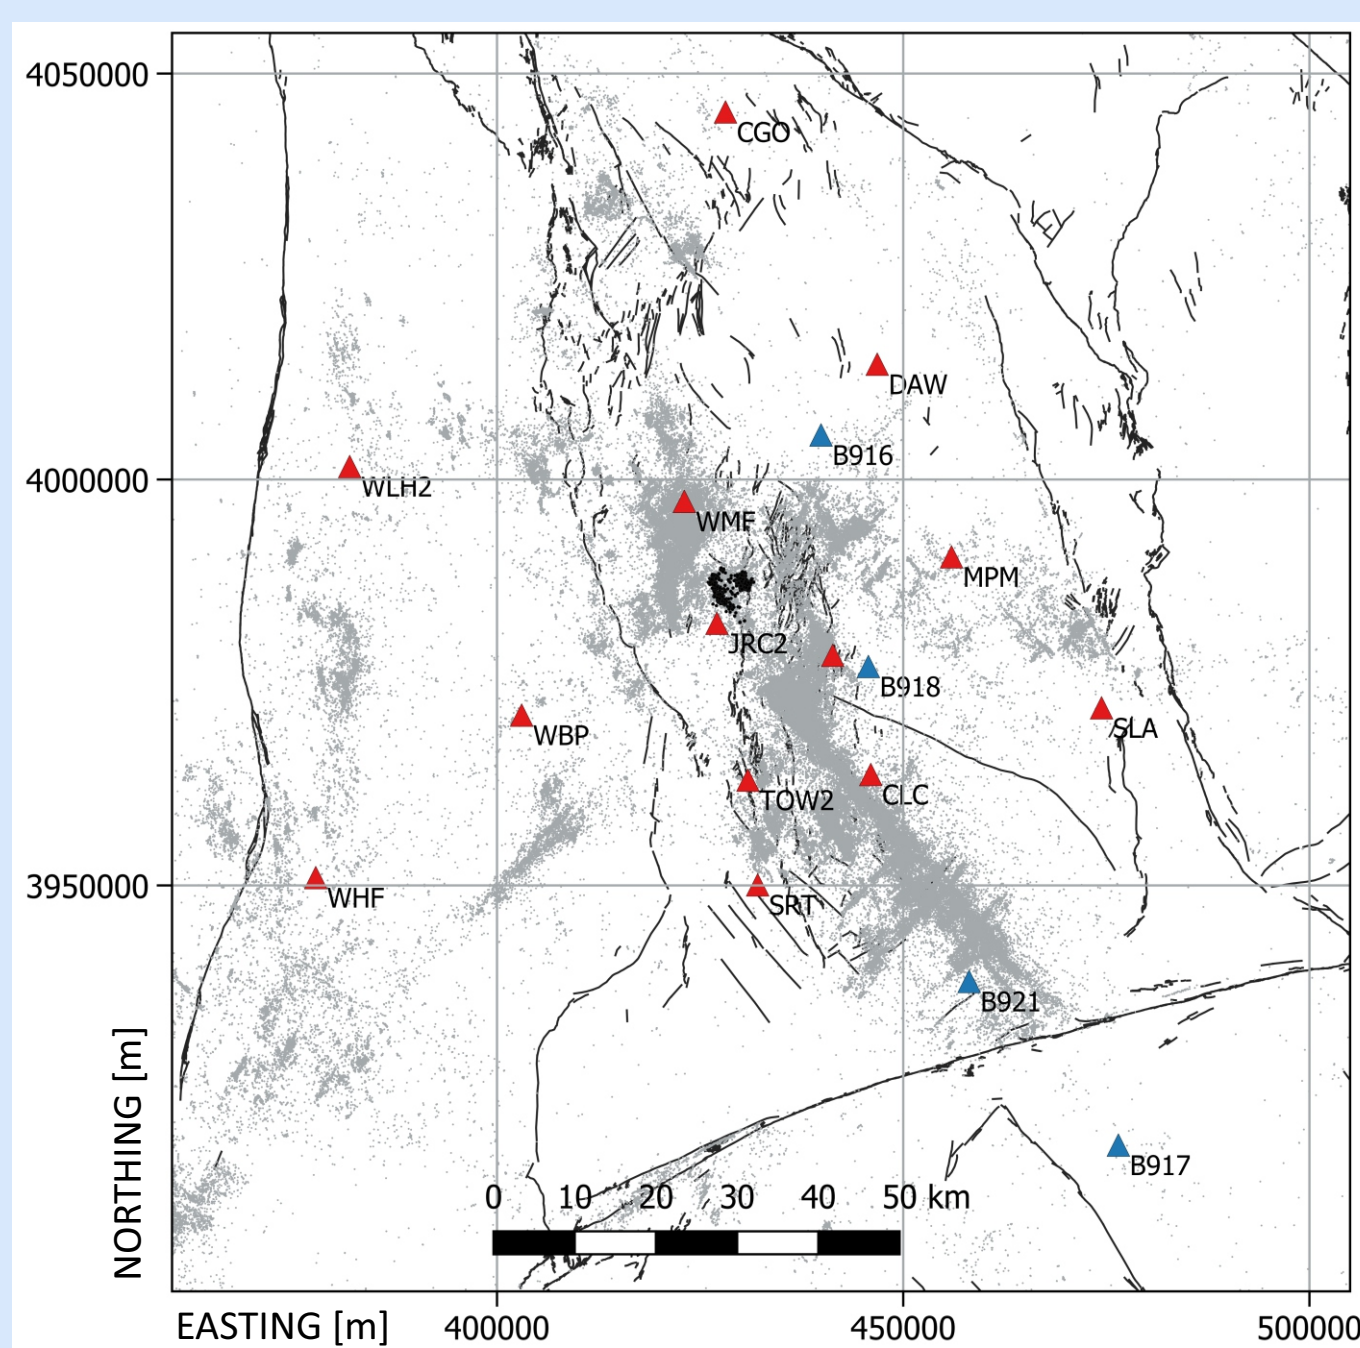 4050000
CGO
DAW
B916
4000000
WLH2
WMF
MPM
JRC2
B918
SLA
WBP
CLC
TOW2
3950000
WHF
SRT
B921
NORTHING [m]
B917
0 10 20 30 40 50 km
EASTING [m]
400000
450000
500000